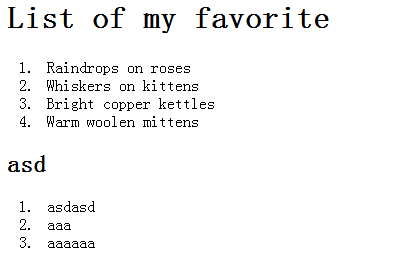 List of my favorite
1. Raindrops on roses
2. Whiskers on kittens
3. Bright copper kettles
4. Warm woolen mittens
asd
1. asdasd
2. aaa
3. aaaaaa